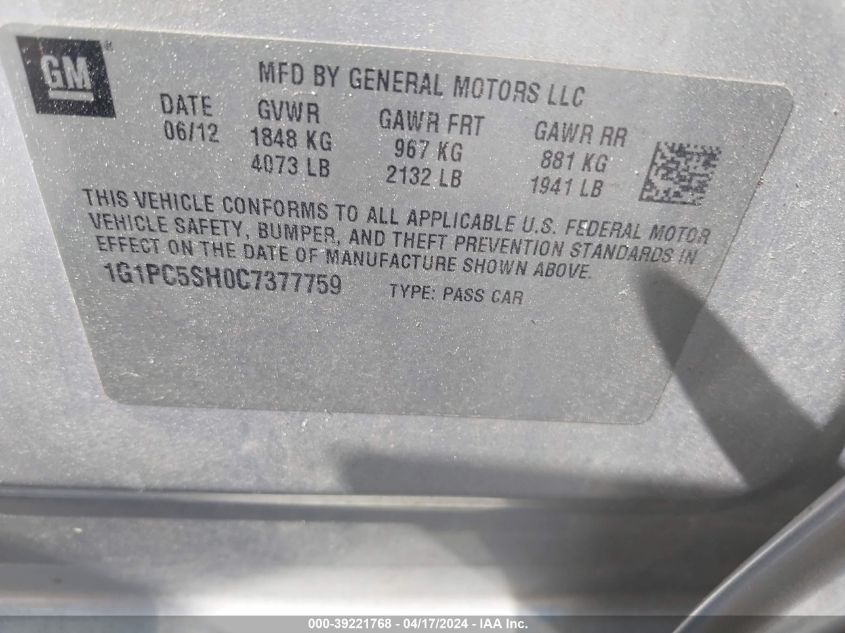 GM ®
MFD BY GENERAL MOTORS LLC
DATE GVWR GAWR FRT GAWR RR
06/12 1848 KG 967 KG 881 KG
4073 LB 2132 LB 1941 LB
THIS VEHICLE CONFORMS TO ALL APPLICABLE U.S. FEDERAL MOTOR
VEHICLE SAFETY, BUMPER, AND THEFT PREVENTION STANDARDS IN
EFFECT ON THE DATE OF MANUFACTURE SHOWN ABOVE.
1G1PC5SH0C7377759 TYPE: PASS CAR
000-39221768 - 04/17/2024 - IAAI Inc.